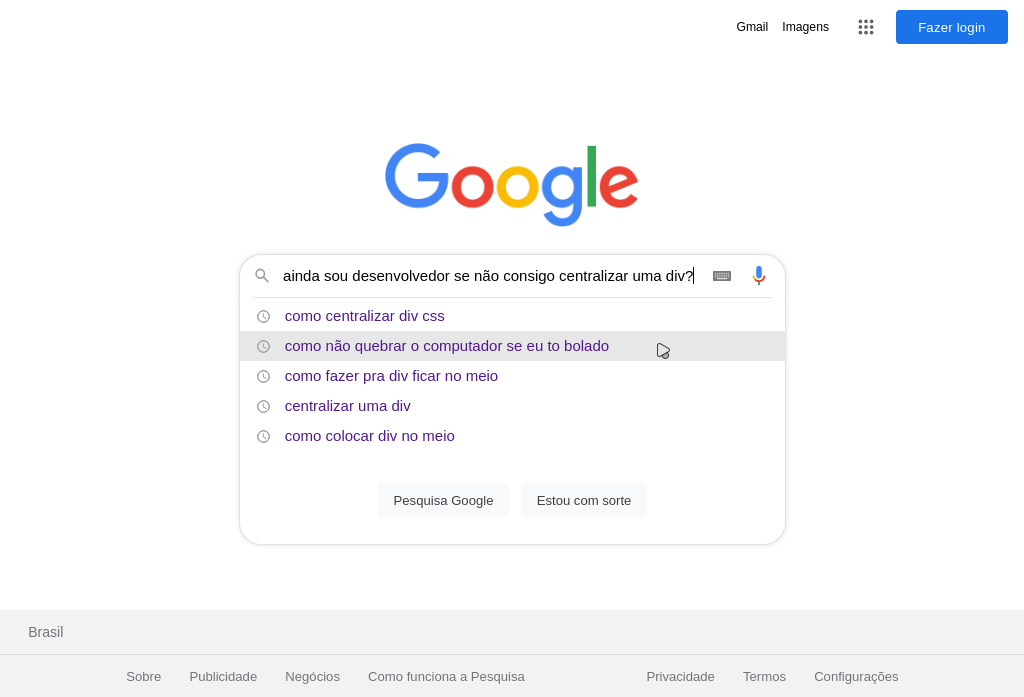 Gmail Imagens Fazer login
Google
ainda sou desenvolvedor se não consigo centralizar uma div?
como centralizar div css
como não quebrar o computador se eu to bolado
como fazer pra div ficar no meio
centralizar uma div
como colocar div no meio
Pesquisa Google Estou com sorte
Brasil
Sobre Publicidade Negócios Como funciona a Pesquisa Privacidade Termos Configurações